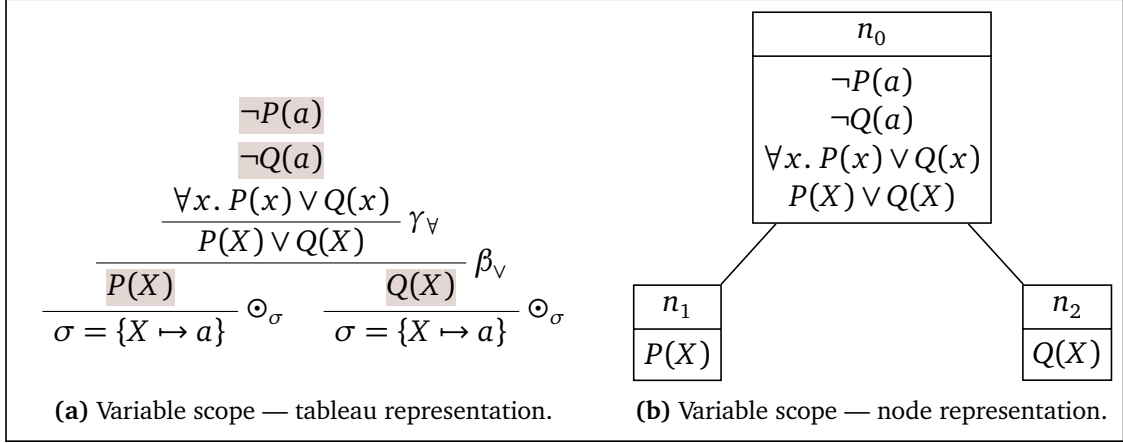 ¬P(a)
¬Q(a)
∀x. P(x) ∨ Q(x)
γ∀
P(X) ∨ Q(X)
β∨
P(X) Q(X)
⊙σ ⊙σ
σ = {X ↦ a} σ = {X ↦ a}
(a) Variable scope — tableau representation.
n₀
¬P(a)
¬Q(a)
∀x. P(x) ∨ Q(x)
P(X) ∨ Q(X)
n₁
P(X)
n₂
Q(X)
(b) Variable scope — node representation.